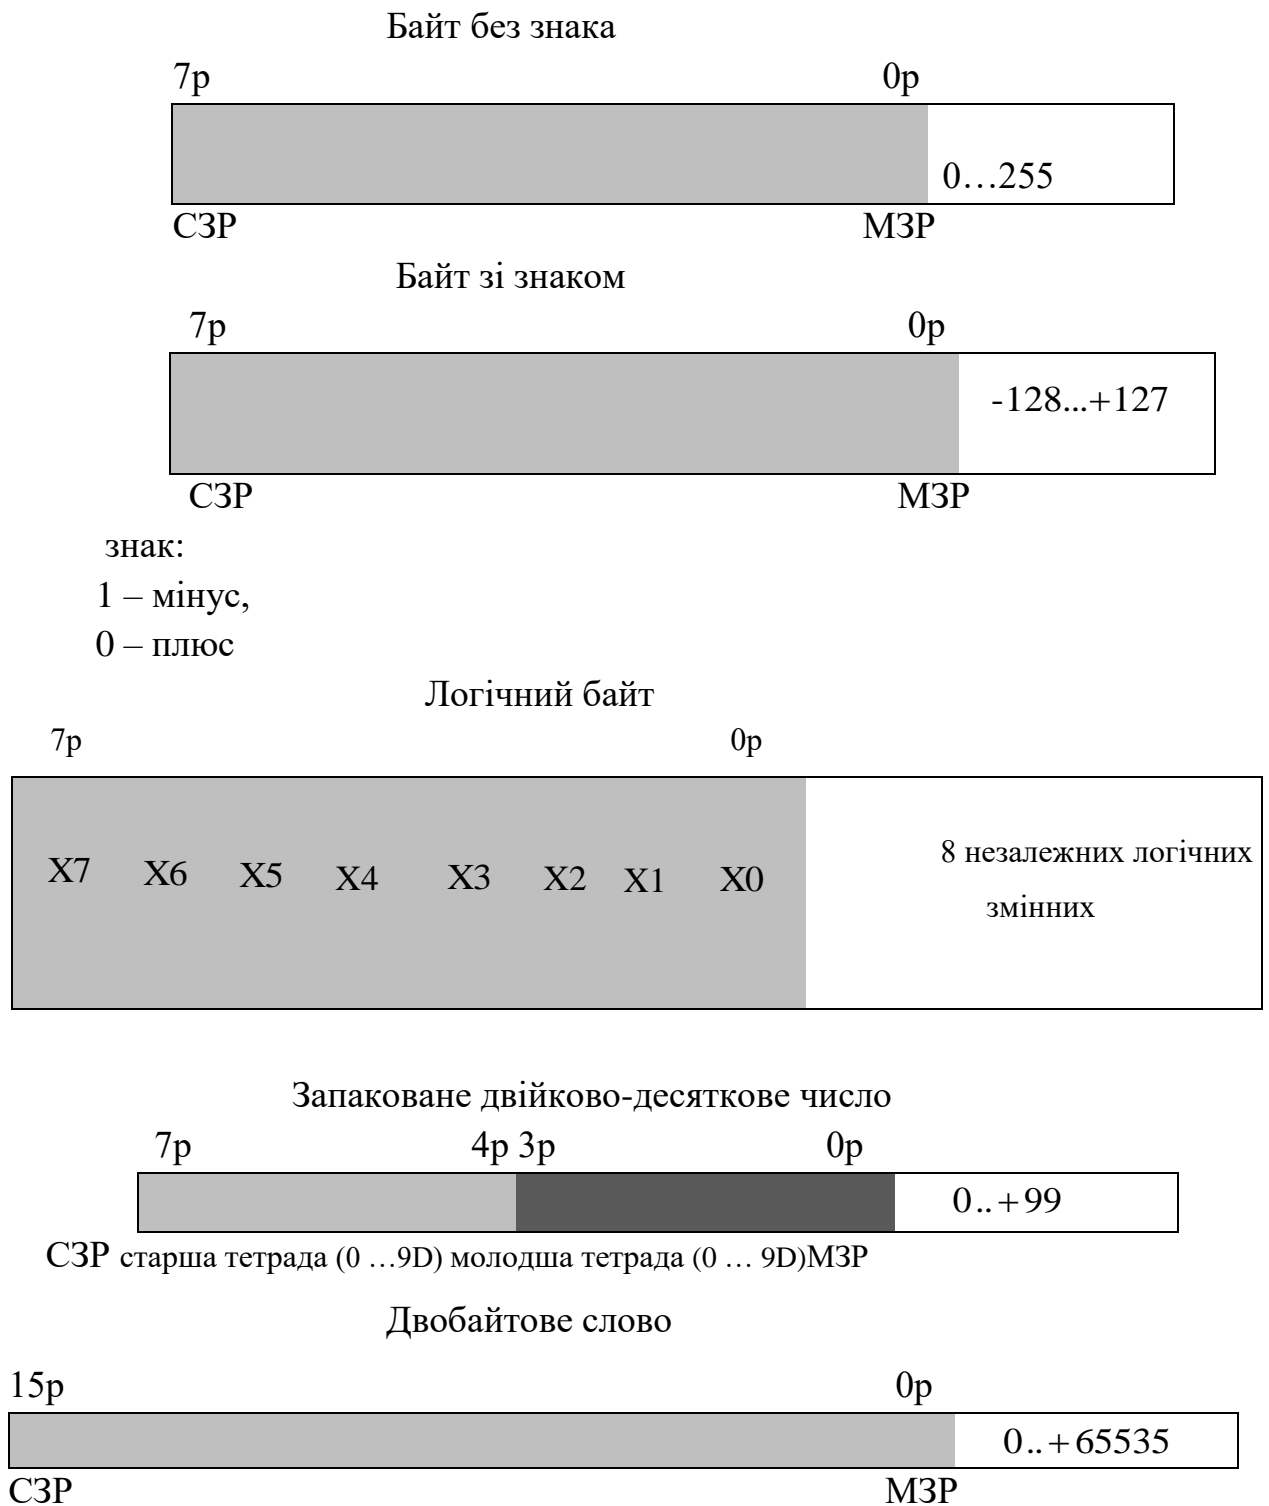 Байт без знака
7р 0р
0…255
СЗР МЗР
Байт зі знаком
7р 0р
-128...+127
СЗР МЗР
знак:
1 – мінус,
0 – плюс
Логічний байт
7р 0р
X7 X6 X5 X4 X3 X2 X1 X0
8 незалежних логічних
змінних
Запаковане двійково-десяткове число
7р 4р 3р 0р
0..+99
СЗР старша тетрада (0 …9D) молодша тетрада (0 … 9D)МЗР
Двобайтове слово
15р 0р
0..+65535
СЗР МЗР